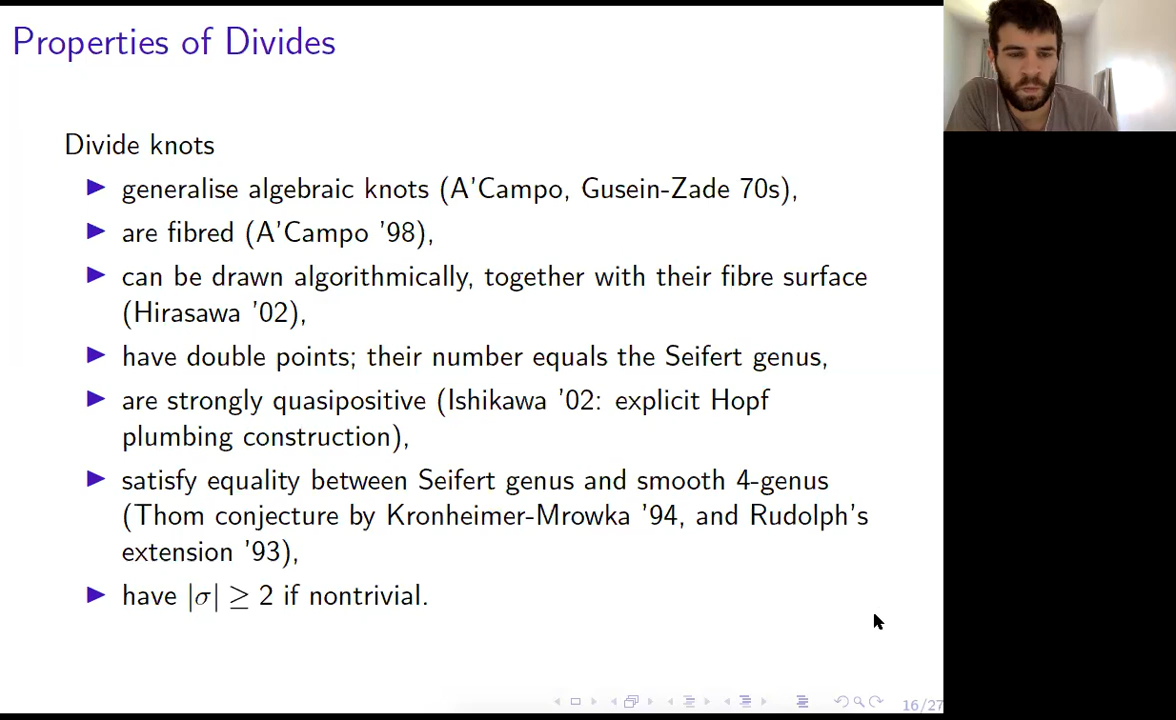 Properties of Divides
Divide knots
generalise algebraic knots (A'Campo, Gusein-Zade 70s),
are fibred (A'Campo '98),
can be drawn algorithmically, together with their fibre surface
(Hirasawa '02),
have double points; their number equals the Seifert genus,
are strongly quasipositive (Ishikawa '02: explicit Hopf
plumbing construction),
satisfy equality between Seifert genus and smooth 4-genus
(Thom conjecture by Kronheimer-Mrowka '94, and Rudolph's
extension '93),
have |σ| ≥ 2 if nontrivial.
16/27